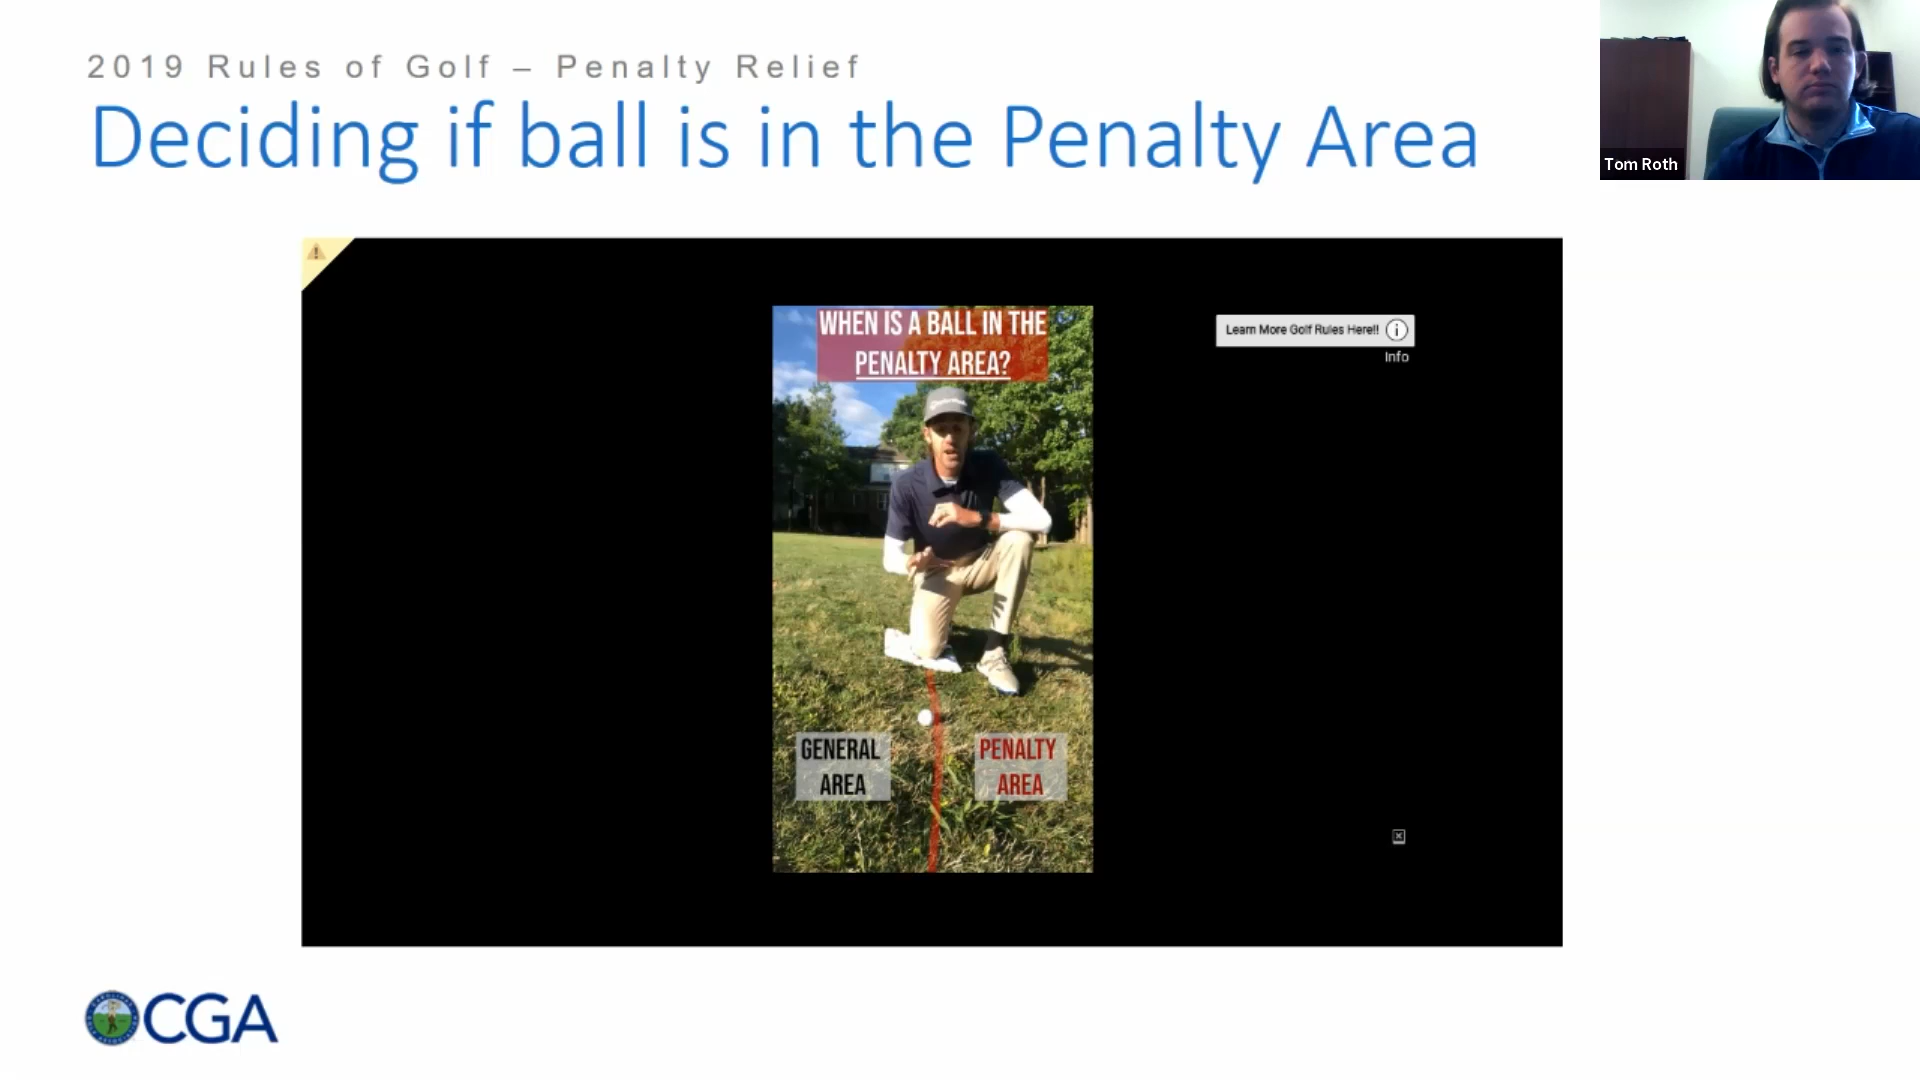 2019 Rules of Golf – Penalty Relief
Deciding if ball is in the Penalty Area
Tom Roth
WHEN IS A BALL IN THE
PENALTY AREA?
Learn More Golf Rules Here!!
Info
GENERAL
AREA
PENALTY
AREA
CGA